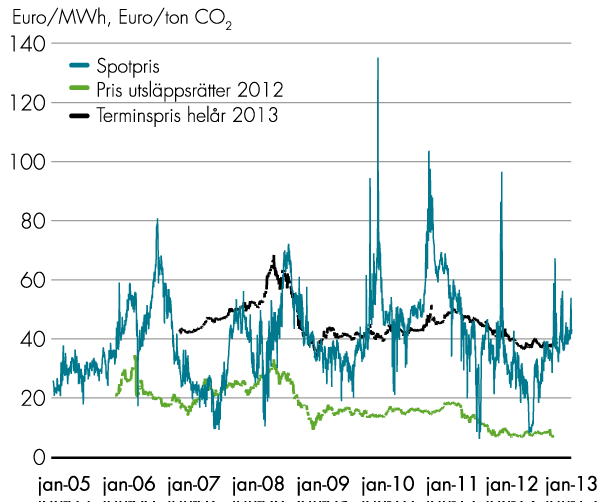 Euro/MWh, Euro/ton CO₂
140
Spotpris
Pris utsläppsrätter 2012
120
Terminspris helår 2013
100
80
60
40
20
0
jan-05 jan-06 jan-07 jan-08 jan-09 jan-10 jan-11 jan-12 jan-13